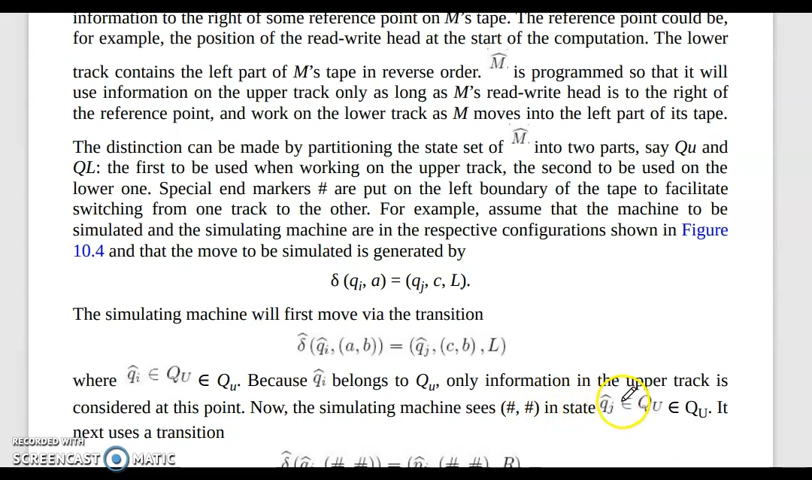 information to the right of some reference point on M's tape. The reference point could be,
for example, the position of the read-write head at the start of the computation. The lower
track contains the left part of M's tape in reverse order. M̂ is programmed so that it will
use information on the upper track only as long as M's read-write head is to the right of
the reference point, and work on the lower track as M moves into the left part of its tape.
The distinction can be made by partitioning the state set of M̂ into two parts, say Qu and
QL: the first to be used when working on the upper track, the second to be used on the
lower one. Special end markers # are put on the left boundary of the tape to facilitate
switching from one track to the other. For example, assume that the machine to be
simulated and the simulating machine are in the respective configurations shown in Figure
10.4 and that the move to be simulated is generated by
δ (qᵢ, a) = (qⱼ, c, L).
The simulating machine will first move via the transition
δ̂ (q̂ᵢ, (a, b)) = (q̂ⱼ, (c, b) , L)
where q̂ᵢ ∈ Q_U ∈ Qᵤ. Because q̂ᵢ belongs to Qᵤ, only information in the upper track is
considered at this point. Now, the simulating machine sees (#, #) in state q̂ⱼ ∈ Q_U ∈ Q_U. It
next uses a transition
RECORDED WITH
SCREENCAST MATIC